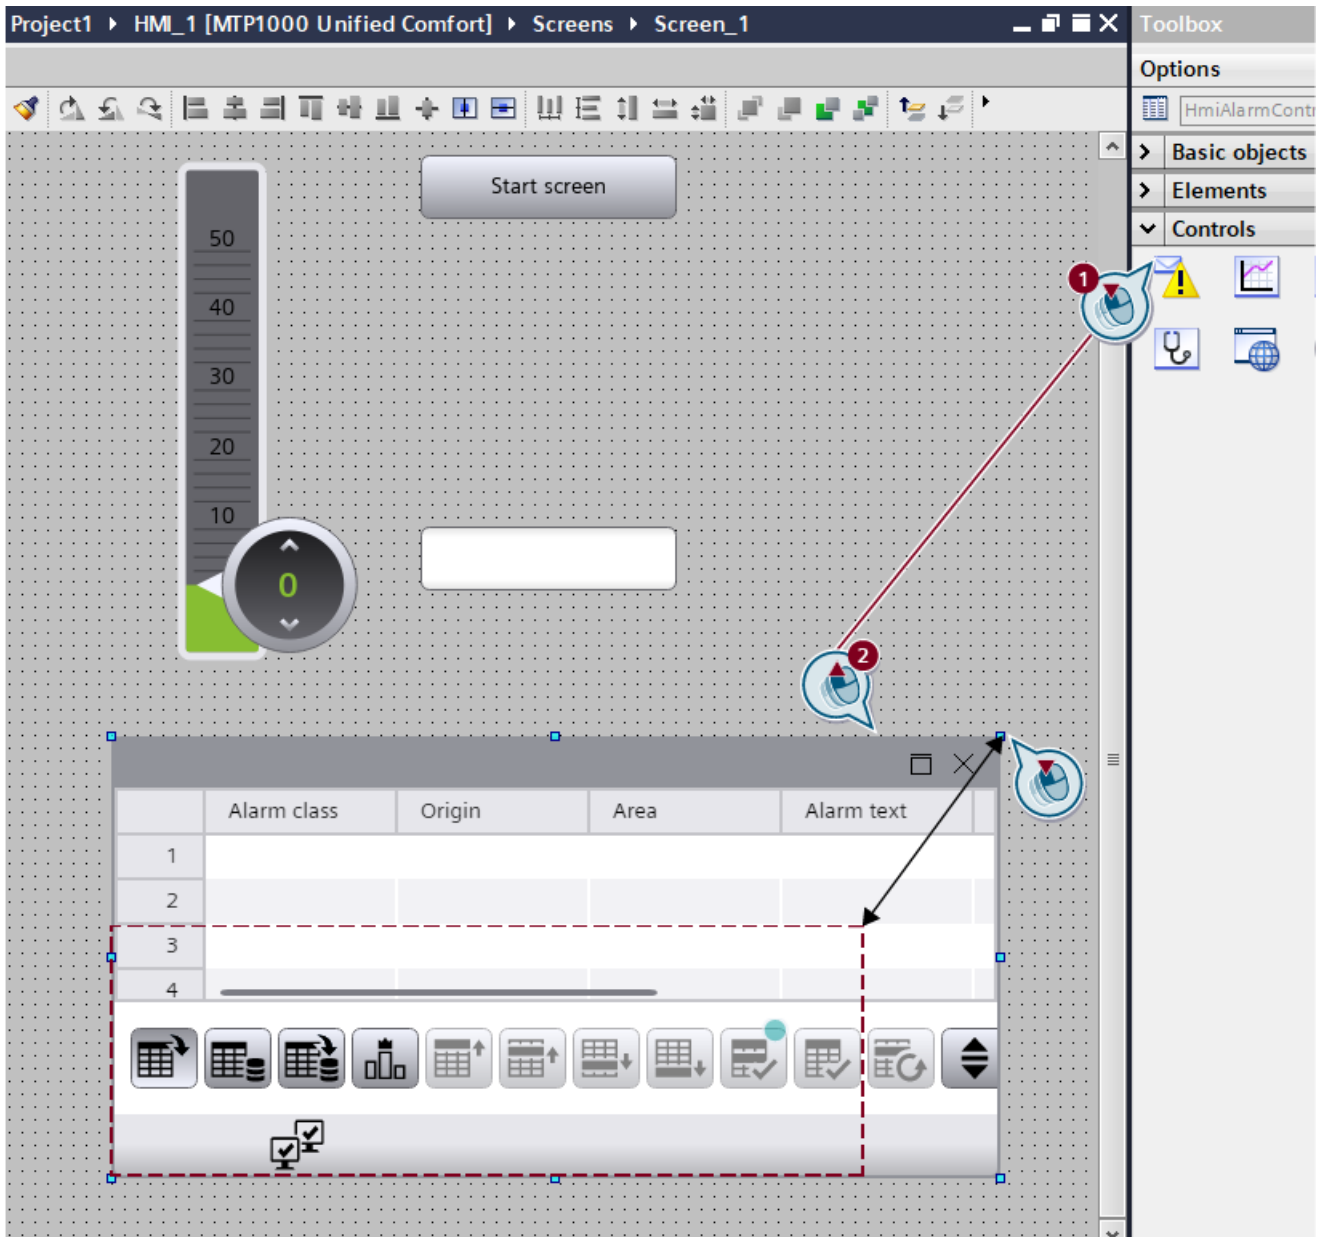 Project1 ▸ HMI_1 [MTP1000 Unified Comfort] ▸ Screens ▸ Screen_1
Toolbox
Options
HmiAlarmContr
Basic objects
Elements
Controls
Start screen
50
40
30
20
10
0
1
2
Alarm class Origin Area Alarm text
1
2
3
4